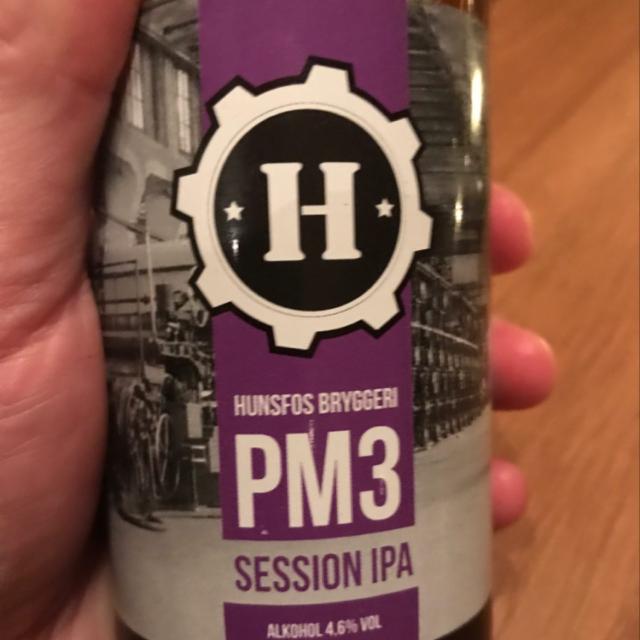 H
HUNSFOS BRYGGERI
PM3
SESSION IPA
ALKOHOL 4,6% VOL